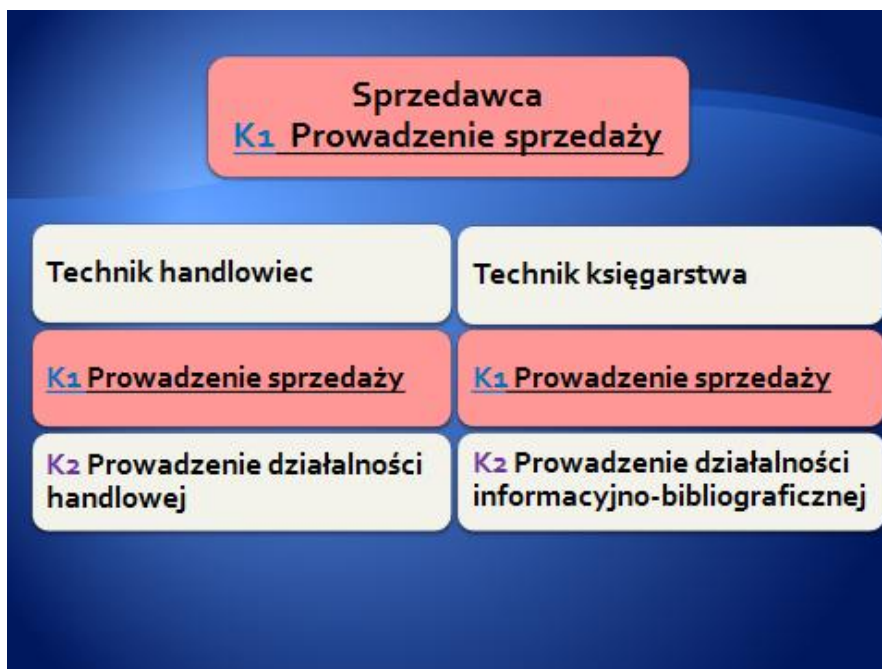 Sprzedawca
K1 Prowadzenie sprzedaży
Technik handlowiec
Technik księgarstwa
K1 Prowadzenie sprzedaży
K1 Prowadzenie sprzedaży
K2 Prowadzenie działalności
handlowej
K2 Prowadzenie działalności
informacyjno-bibliograficznej